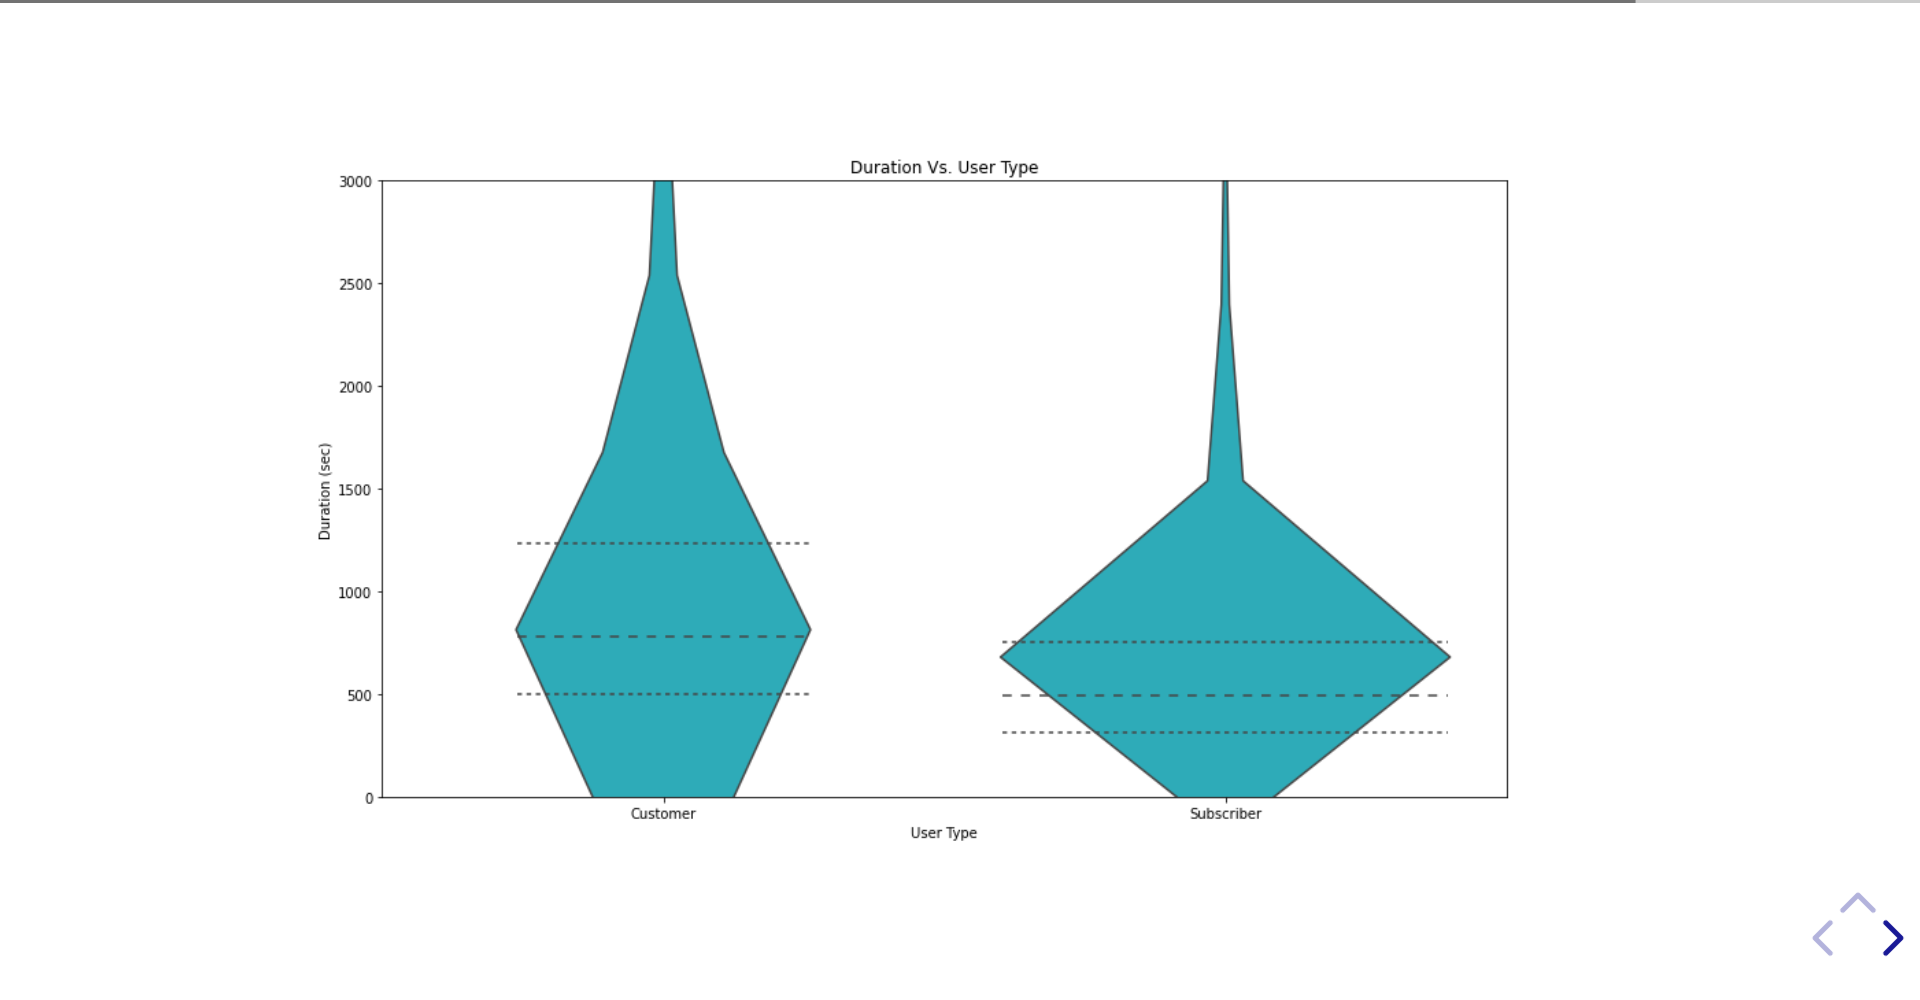 Duration Vs. User Type
3000
2500
2000
1500
1000
500
0
Duration (sec)
Customer
Subscriber
User Type